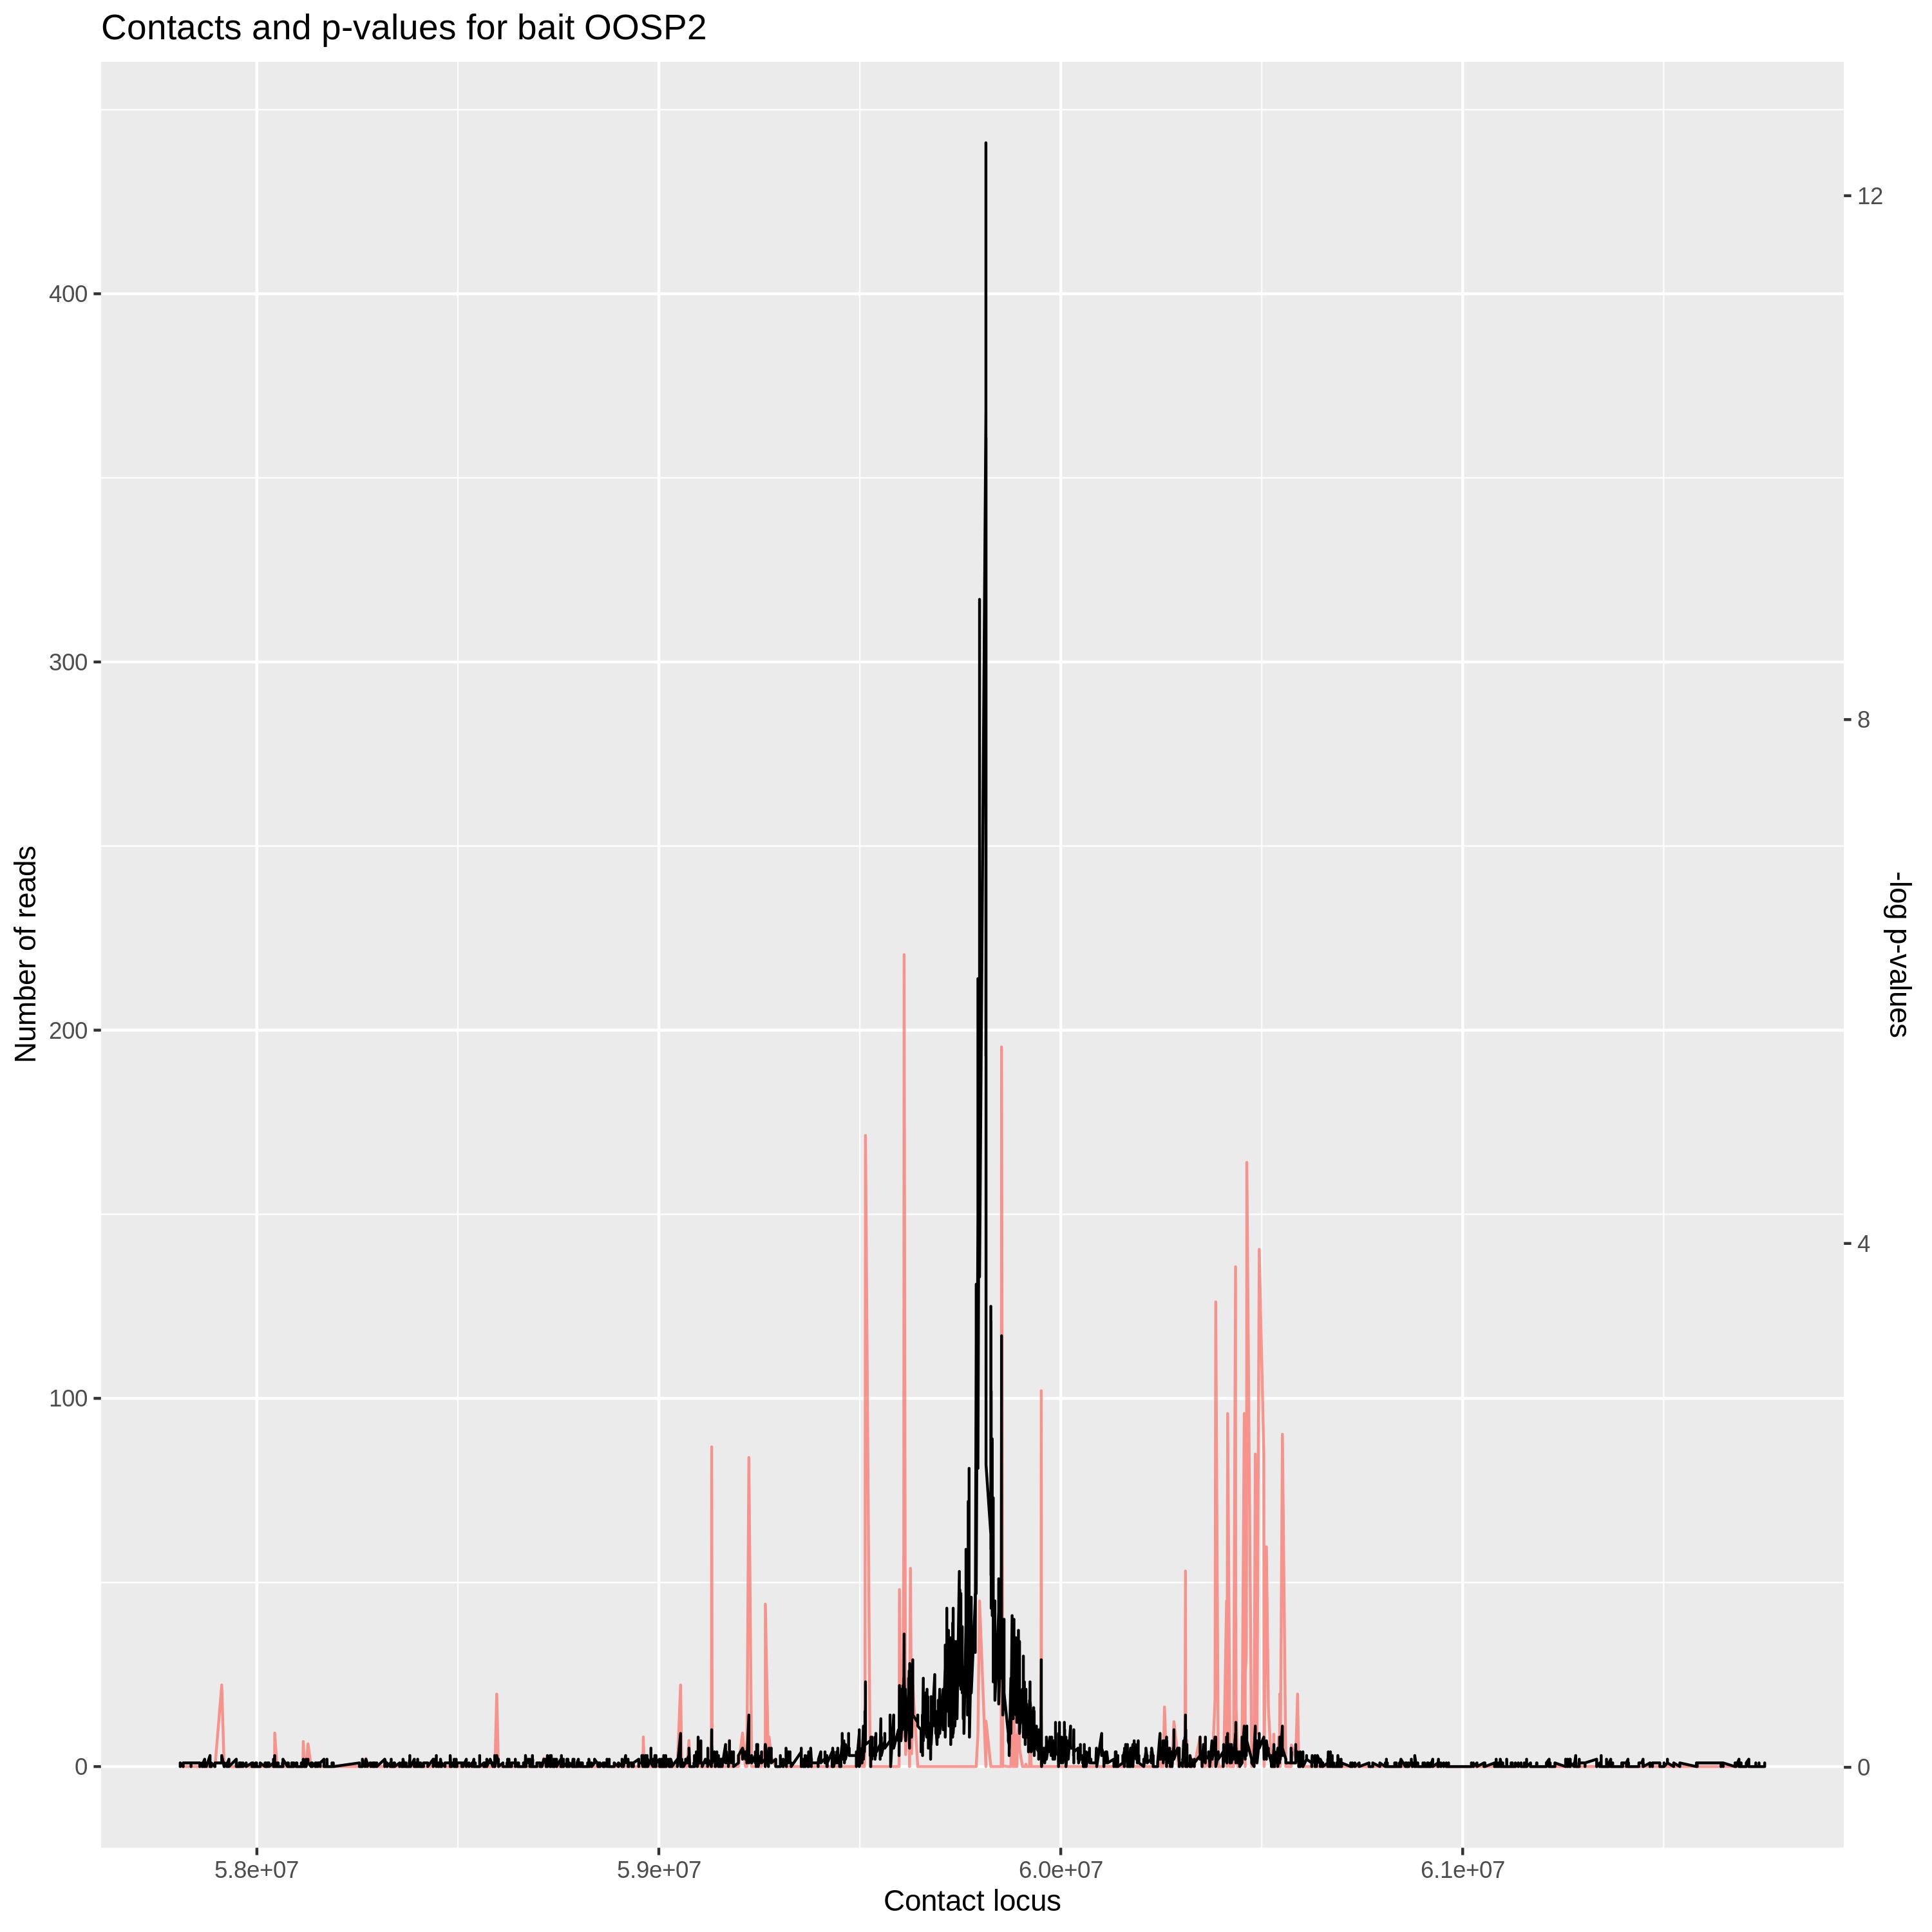 Contacts and p-values for bait OOSP2
400
300
200
100
0
Number of reads
12
8
4
0
-log p-values
5.8e+07
5.9e+07
6.0e+07
6.1e+07
Contact locus